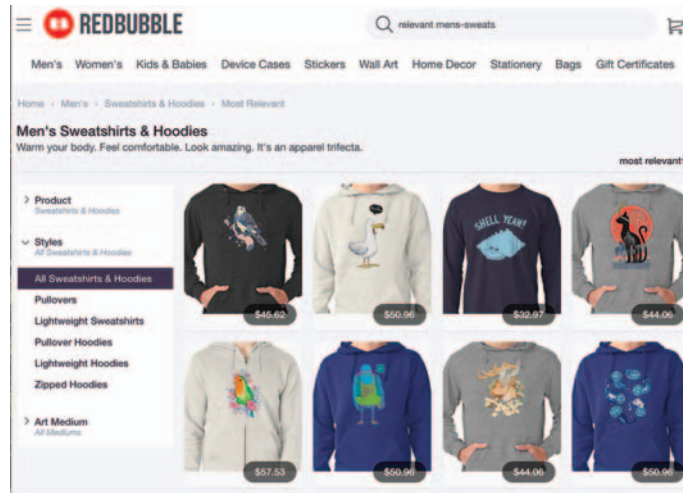 REDBUBBLE
relevant mens-sweats
Men's Women's Kids & Babies Device Cases Stickers Wall Art Home Decor Stationery Bags Gift Certificates
Home › Men's › Sweatshirts & Hoodies › Most Relevant
Men's Sweatshirts & Hoodies
Warm your body. Feel comfortable. Look amazing. It's an apparel trifecta.
most relevant
Product
Sweatshirts & Hoodies
Styles
All Sweatshirts & Hoodies
All Sweatshirts & Hoodies
Pullovers
Lightweight Sweatshirts
Pullover Hoodies
Lightweight Hoodies
Zipped Hoodies
Art Medium
All Mediums
SHELL YEAH!
$45.62 $50.96 $32.97 $44.06
$57.53 $50.96 $44.06 $50.96